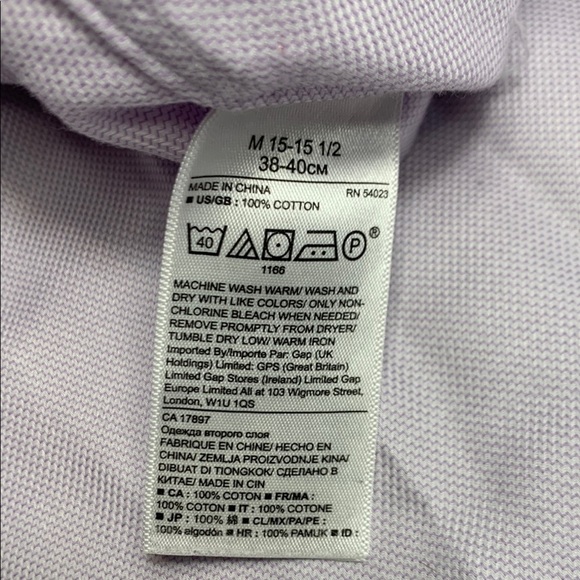 M 15-15 1/2
38-40CM
MADE IN CHINA RN 54023
■ US/GB : 100% COTTON
40 P ®
1166
MACHINE WASH WARM/ WASH AND
DRY WITH LIKE COLORS/ ONLY NON-
CHLORINE BLEACH WHEN NEEDED/
REMOVE PROMPTLY FROM DRYER/
TUMBLE DRY LOW/ WARM IRON
Imported By/Importe Par: Gap (UK
Holdings) Limited: GPS (Great Britain)
Limited Gap Stores (Ireland) Limited Gap
Europe Limited All at 103 Wigmore Street,
London, W1U 1QS
CA 17897
Одежда второго слоя
FABRIQUE EN CHINE/ HECHO EN
CHINA/ ZEMLJA PROIZVODNJE KINA/
DIBUAT DI TIONGKOK/ СДЕЛАНО В
КИТАЕ/ MADE IN CIN
■ CA : 100% COTON ■ FR/MA :
100% COTON ■ IT : 100% COTONE
■ JP : 100% 綿 ■ CL/MX/PA/PE :
100% algodón ■ HR : 100% PAMUK ■ ID :